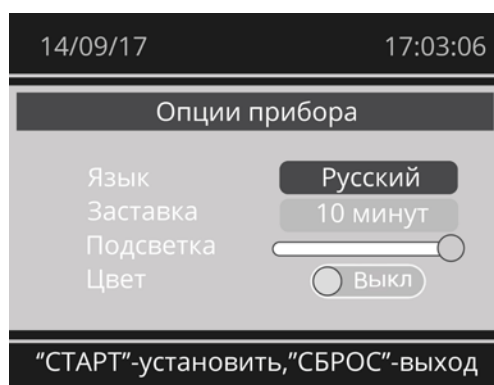 14/09/17 17:03:06
Опции прибора
Язык Русский
Заставка 10 минут
Подсветка
Цвет Выкл
“СТАРТ”-установить,”СБРОС”-выход